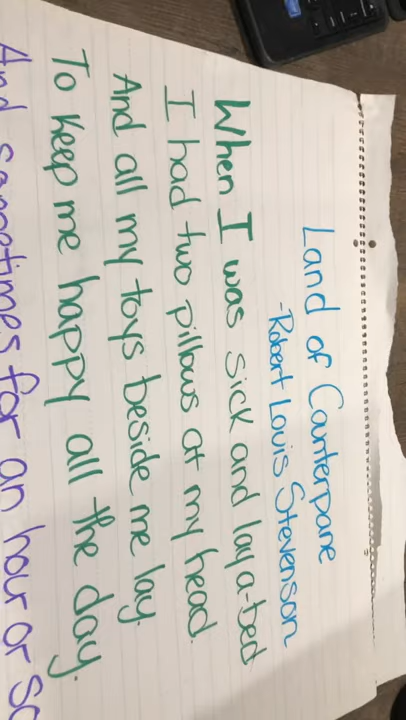 Land of Counterpane
-Robert Louis Stevenson
When I was sick and lay a-bed
I had two pillows at my head.
And all my toys beside me lay.
To keep me happy all the day.
And sometimes for an hour or so